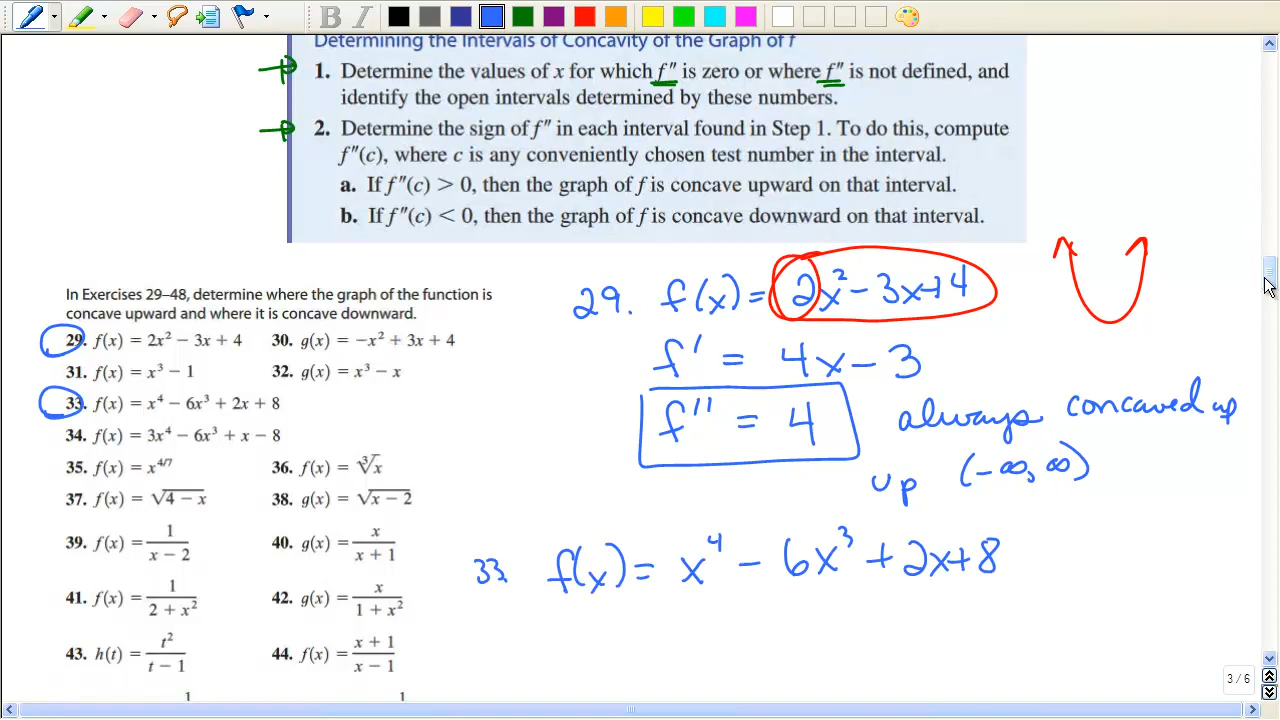 B I
Determining the Intervals of Concavity of the Graph of f
1. Determine the values of x for which f″ is zero or where f″ is not defined, and
identify the open intervals determined by these numbers.
2. Determine the sign of f″ in each interval found in Step 1. To do this, compute
f″(c), where c is any conveniently chosen test number in the interval.
a. If f″(c) > 0, then the graph of f is concave upward on that interval.
b. If f″(c) < 0, then the graph of f is concave downward on that interval.
In Exercises 29–48, determine where the graph of the function is
concave upward and where it is concave downward.
29. f(x) = 2x² − 3x + 4 30. g(x) = −x² + 3x + 4
31. f(x) = x³ − 1 32. g(x) = x³ − x
33. f(x) = x⁴ − 6x³ + 2x + 8
34. f(x) = 3x⁴ − 6x³ + x − 8
35. f(x) = x^4/7 36. f(x) = ∛x
37. f(x) = √(4 − x) 38. g(x) = √(x − 2)
39. f(x) = 1/(x − 2) 40. g(x) = x/(x + 1)
41. f(x) = 1/(2 + x²) 42. g(x) = x/(1 + x²)
43. h(t) = t²/(t − 1) 44. f(x) = (x + 1)/(x − 1)
1 1
29. f(x) = 2x² − 3x + 4
f' = 4x − 3
f'' = 4 always concaved up
up (−∞, ∞)
33. f(x) = x⁴ − 6x³ + 2x + 8
3 / 6